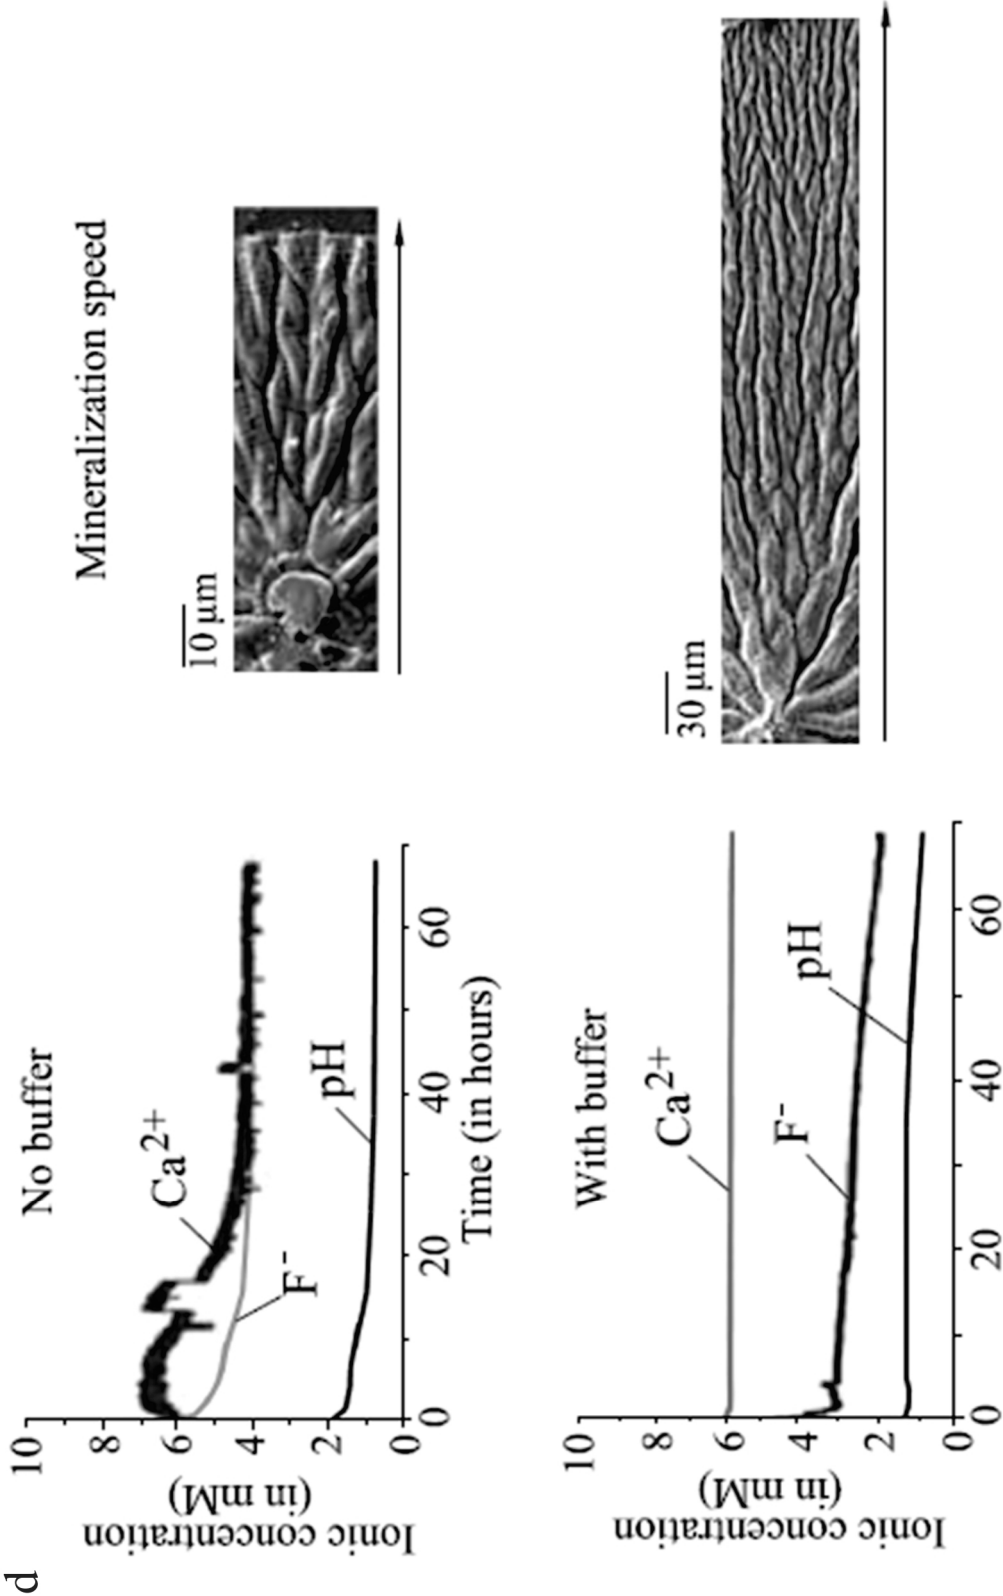 d
No buffer
Mineralization speed
Ionic concentration
(in mM)
10
8
6
4
2
0
Ca2+
F-
pH
0
20
40
60
Time (in hours)
10 µm
With buffer
Ionic concentration
(in mM)
10
8
6
4
2
0
Ca2+
F-
pH
0
20
40
60
30 µm